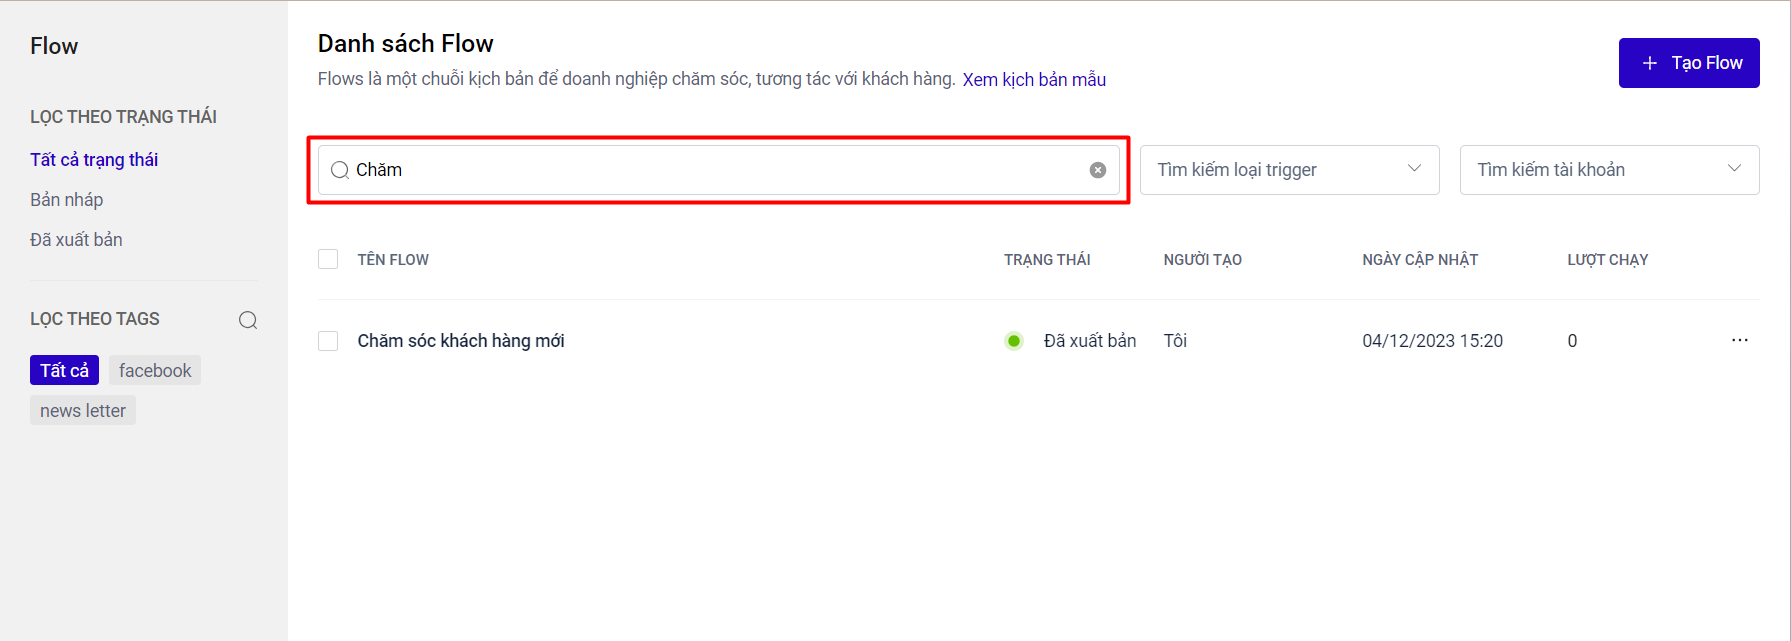 Flow
LỌC THEO TRẠNG THÁI
Tất cả trạng thái
Bản nháp
Đã xuất bản
LỌC THEO TAGS
Tất cả facebook
news letter
Danh sách Flow
Flows là một chuỗi kịch bản để doanh nghiệp chăm sóc, tương tác với khách hàng. Xem kịch bản mẫu
+ Tạo Flow
Chăm
Tìm kiếm loại trigger
Tìm kiếm tài khoản
TÊN FLOW TRẠNG THÁI NGƯỜI TẠO NGÀY CẬP NHẬT LƯỢT CHẠY
Chăm sóc khách hàng mới Đã xuất bản Tôi 04/12/2023 15:20 0 ...